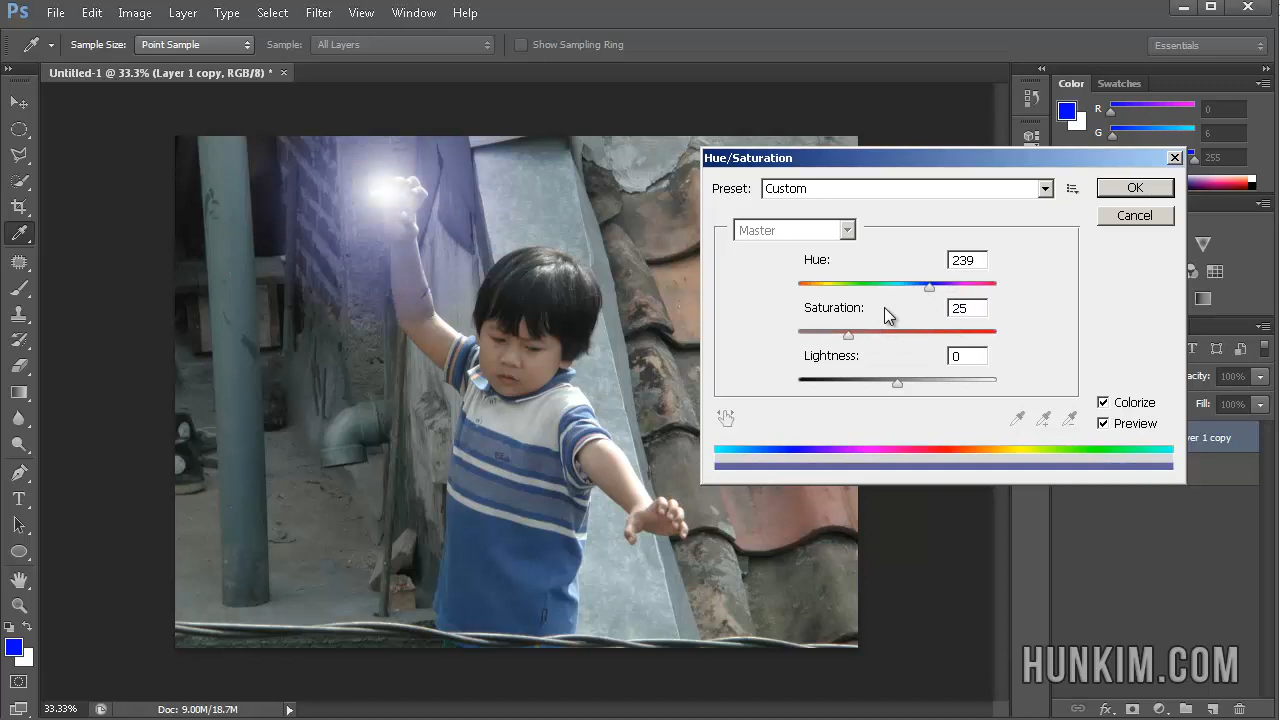 Ps File Edit Image Layer Type Select Filter View Window Help
Sample Size: Point Sample Sample: All Layers Show Sampling Ring Essentials
Untitled-1 @ 33.3% (Layer 1 copy, RGB/8) *
Color Swatches
R 0
G 6
255
Hue/Saturation
Preset: Custom OK
Cancel
Master
Hue: 239
Saturation: 25
Lightness: 0
Colorize
Preview
pacity: 100%
Fill: 100%
er 1 copy
HUNKIM.COM
33.33% Doc: 9.00M/18.7M fx